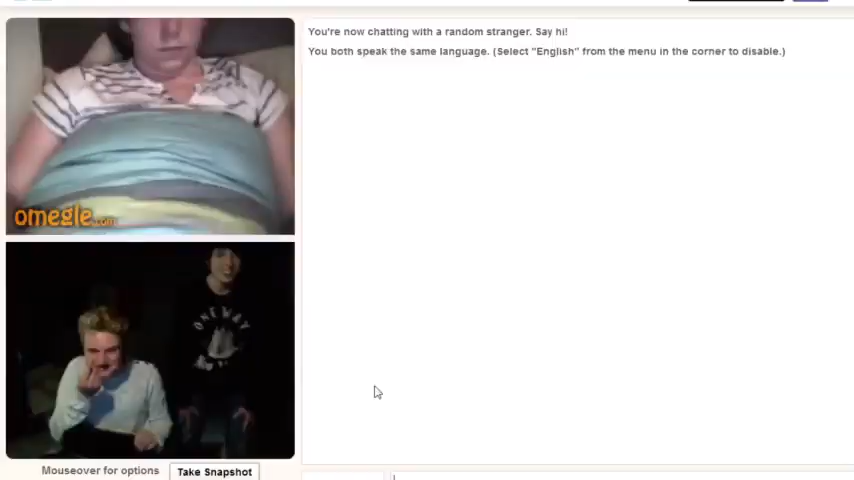 You're now chatting with a random stranger. Say hi!
You both speak the same language. (Select "English" from the menu in the corner to disable.)
omegle.com
ONE WAY
Mouseover for options
Take Snapshot